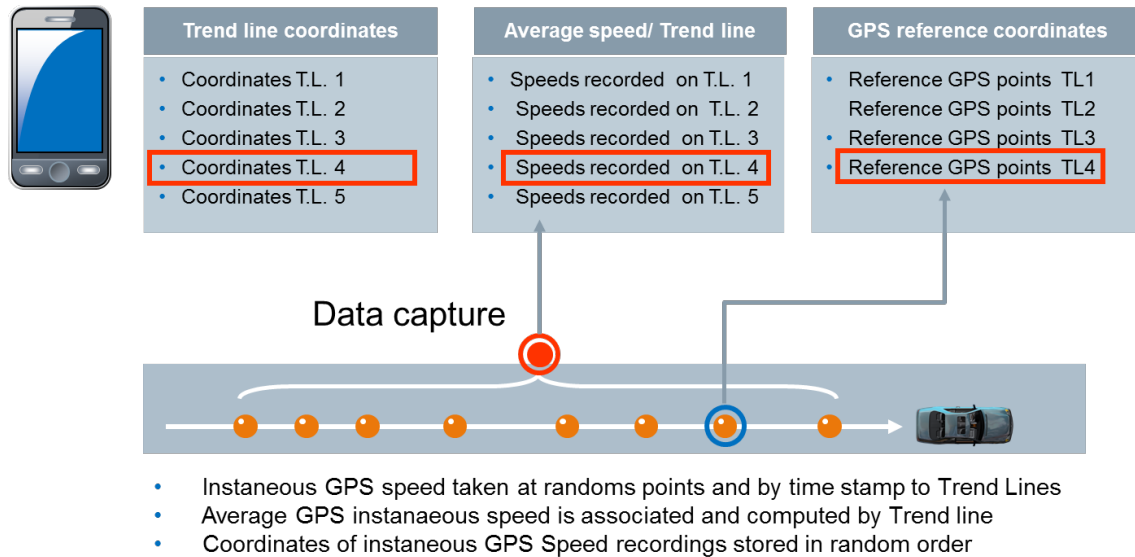 Trend line coordinates
• Coordinates T.L. 1
• Coordinates T.L. 2
• Coordinates T.L. 3
• Coordinates T.L. 4
• Coordinates T.L. 5
Average speed/ Trend line
• Speeds recorded on T.L. 1
• Speeds recorded on T.L. 2
• Speeds recorded on T.L. 3
• Speeds recorded on T.L. 4
• Speeds recorded on T.L. 5
GPS reference coordinates
• Reference GPS points TL1
Reference GPS points TL2
• Reference GPS points TL3
• Reference GPS points TL4
Data capture
• Instaneous GPS speed taken at randoms points and by time stamp to Trend Lines
• Average GPS instanaeous speed is associated and computed by Trend line
• Coordinates of instaneous GPS Speed recordings stored in random order